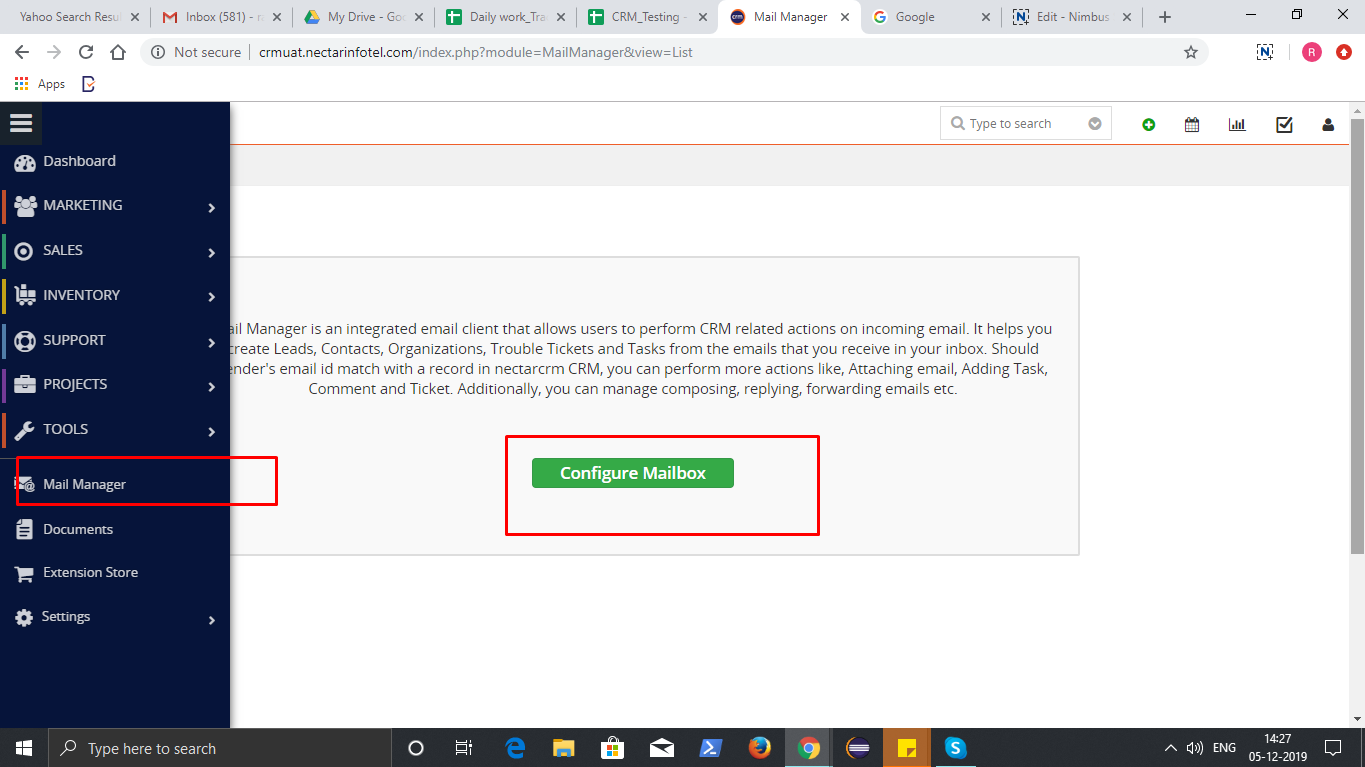 Yahoo Search Resul
Inbox (581) - ra
My Drive - Goo
Daily work_Tra
CRM_Testing -
Mail Manager
Google
Edit - Nimbus
Not secure
crmuat.nectarinfotel.com/index.php?module=MailManager&view=List
R
Apps
Type to search
Dashboard
MARKETING
SALES
INVENTORY
SUPPORT
PROJECTS
TOOLS
Mail Manager
Documents
Extension Store
Settings
ail Manager is an integrated email client that allows users to perform CRM related actions on incoming email. It helps you
create Leads, Contacts, Organizations, Trouble Tickets and Tasks from the emails that you receive in your inbox. Should
ender's email id match with a record in nectarcrm CRM, you can perform more actions like, Attaching email, Adding Task,
Comment and Ticket. Additionally, you can manage composing, replying, forwarding emails etc.
Configure Mailbox
Type here to search
ENG
14:27
05-12-2019